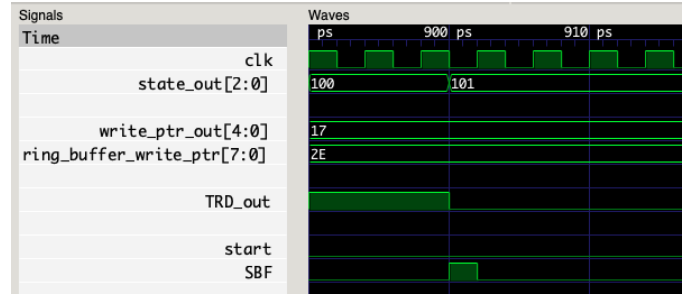 Signals Waves
Time ps 900 ps 910 ps
clk
state_out[2:0] 100 101
write_ptr_out[4:0] 17
ring_buffer_write_ptr[7:0] 2E
TRD_out
start
SBF